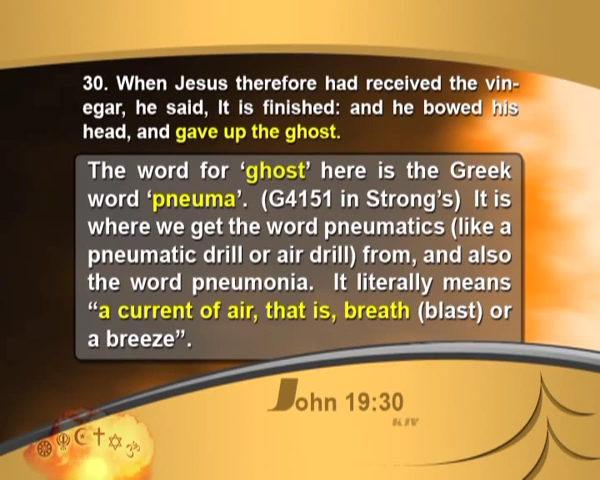 30. When Jesus therefore had received the vin-
egar, he said, It is finished: and he bowed his
head, and gave up the ghost.
The word for ‘ghost’ here is the Greek
word ‘pneuma’. (G4151 in Strong’s) It is
where we get the word pneumatics (like a
pneumatic drill or air drill) from, and also
the word pneumonia. It literally means
“a current of air, that is, breath (blast) or
a breeze”.
John 19:30
KJV